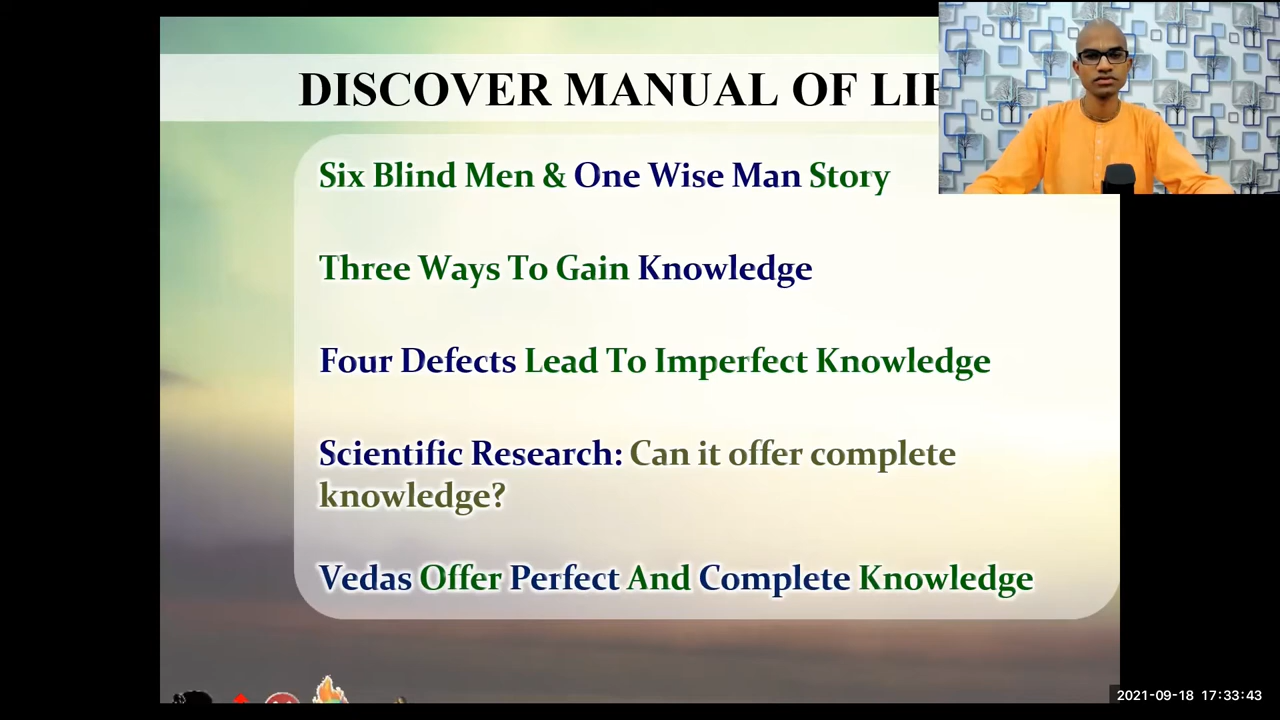 DISCOVER MANUAL OF LIF
Six Blind Men & One Wise Man Story
Three Ways To Gain Knowledge
Four Defects Lead To Imperfect Knowledge
Scientific Research: Can it offer complete
knowledge?
Vedas Offer Perfect And Complete Knowledge
2021-09-18 17:33:43